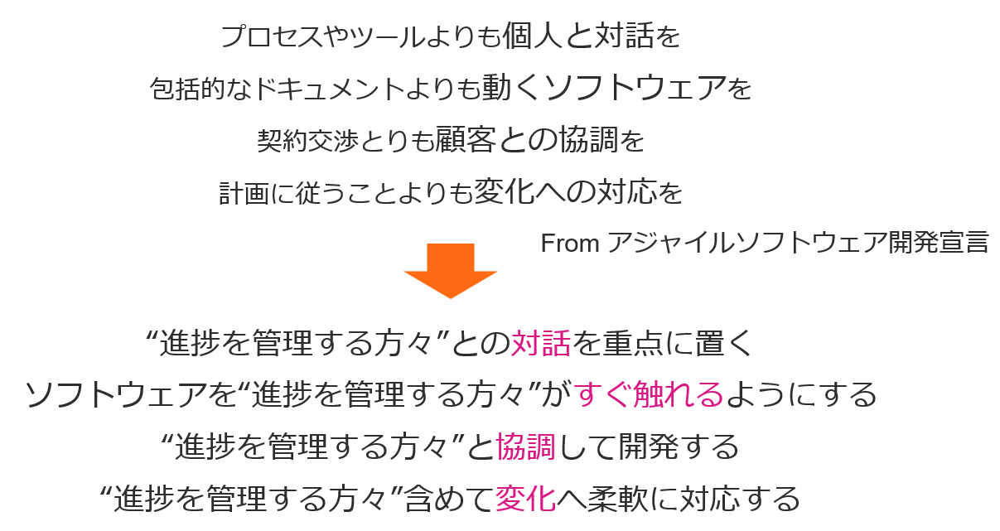 プロセスやツールよりも個人と対話を
包括的なドキュメントよりも動くソフトウェアを
契約交渉とりも顧客との協調を
計画に従うことよりも変化への対応を
From アジャイルソフトウェア開発宣言
“進捗を管理する方々”との対話を重点に置く
ソフトウェアを“進捗を管理する方々”がすぐ触れるようにする
“進捗を管理する方々”と協調して開発する
“進捗を管理する方々”含めて変化へ柔軟に対応する